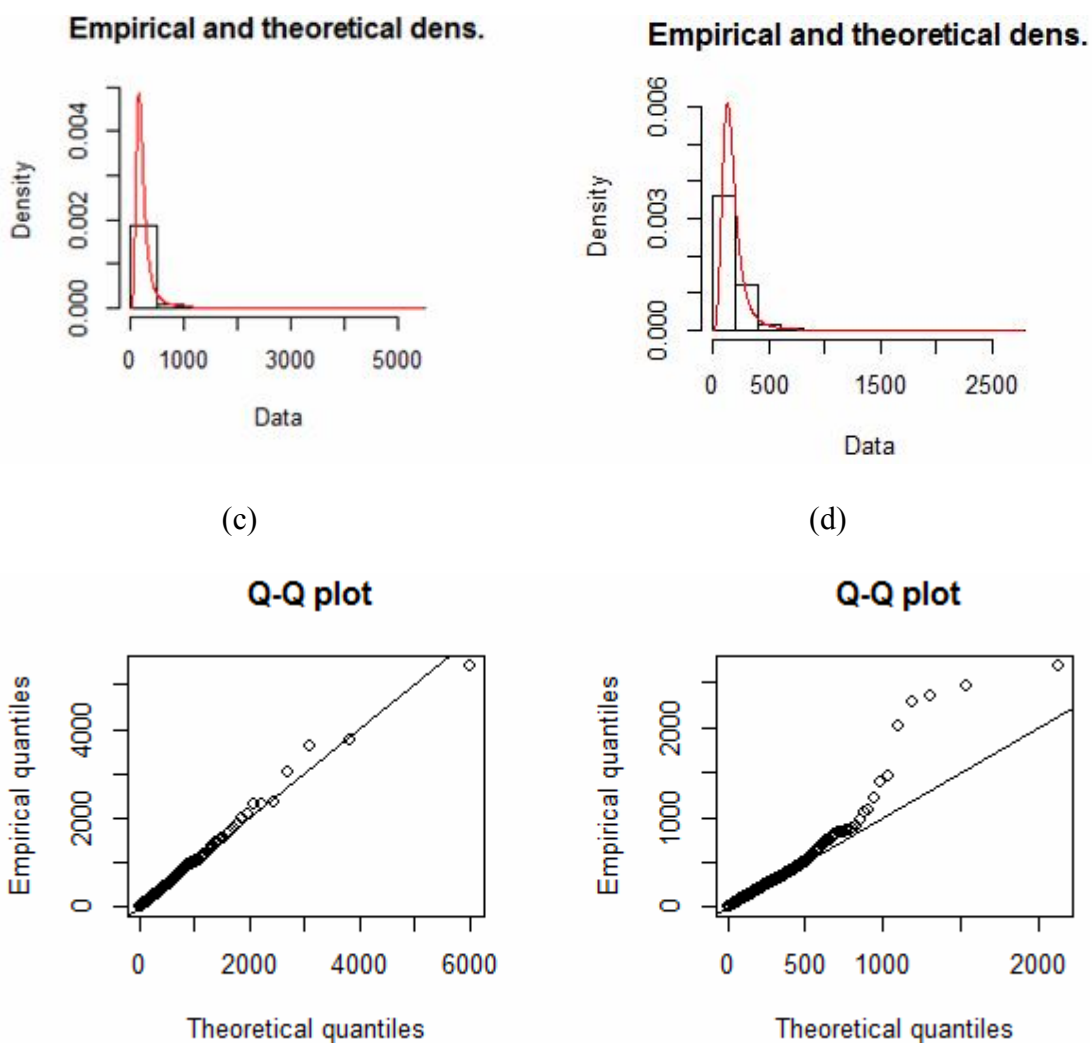 Empirical and theoretical dens.
Density
0.000 0.002 0.004
0 1000 3000 5000
Data
Empirical and theoretical dens.
Density
0.000 0.003 0.006
0 500 1500 2500
Data
(c)
(d)
Q-Q plot
Empirical quantiles
0 2000 4000
0 2000 4000 6000
Theoretical quantiles
Q-Q plot
Empirical quantiles
0 1000 2000
0 500 1000 2000
Theoretical quantiles